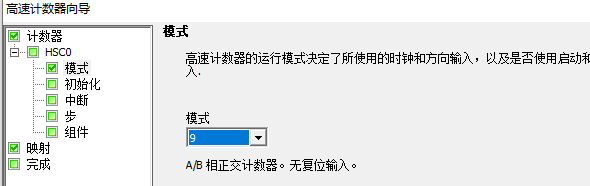 高速计数器向导
计数器
HSC0
模式
初始化
中断
步
组件
映射
完成
模式
高速计数器的运行模式决定了所使用的时钟和方向输入，以及是否使用启动和
入.
模式
9
A/B 相正交计数器。无复位输入。